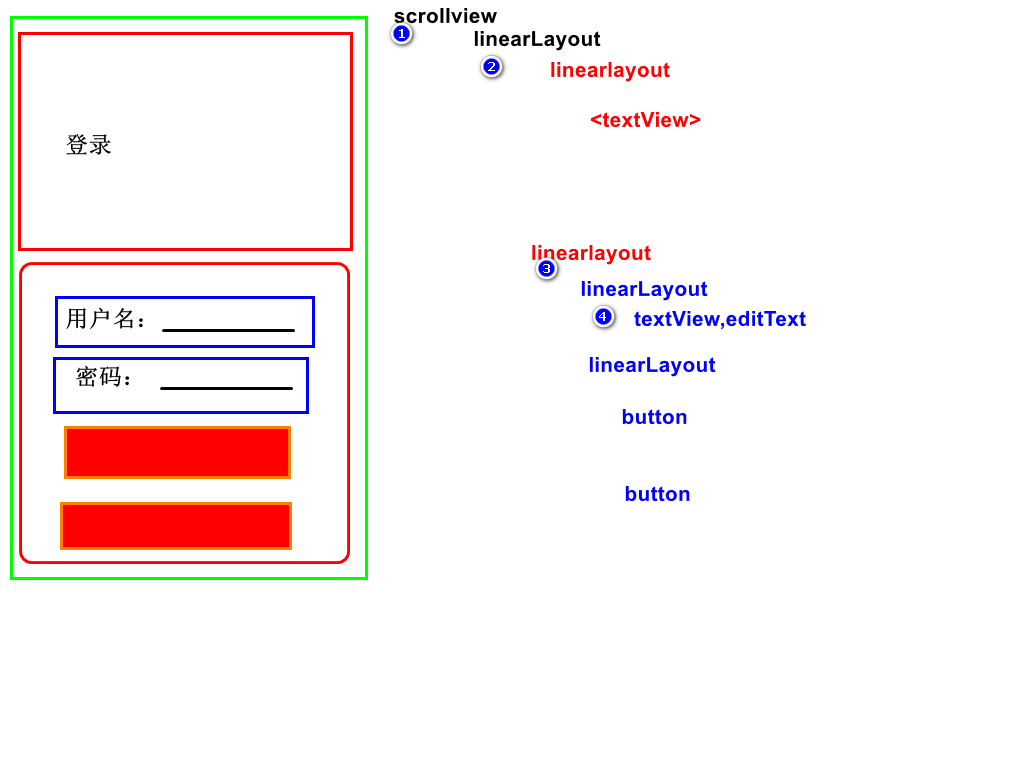 scrollview
1
linearLayout
2
linearlayout
<textView>
登录
linearlayout
3
linearLayout
用户名：
4
textView,editText
密码：
linearLayout
button
button